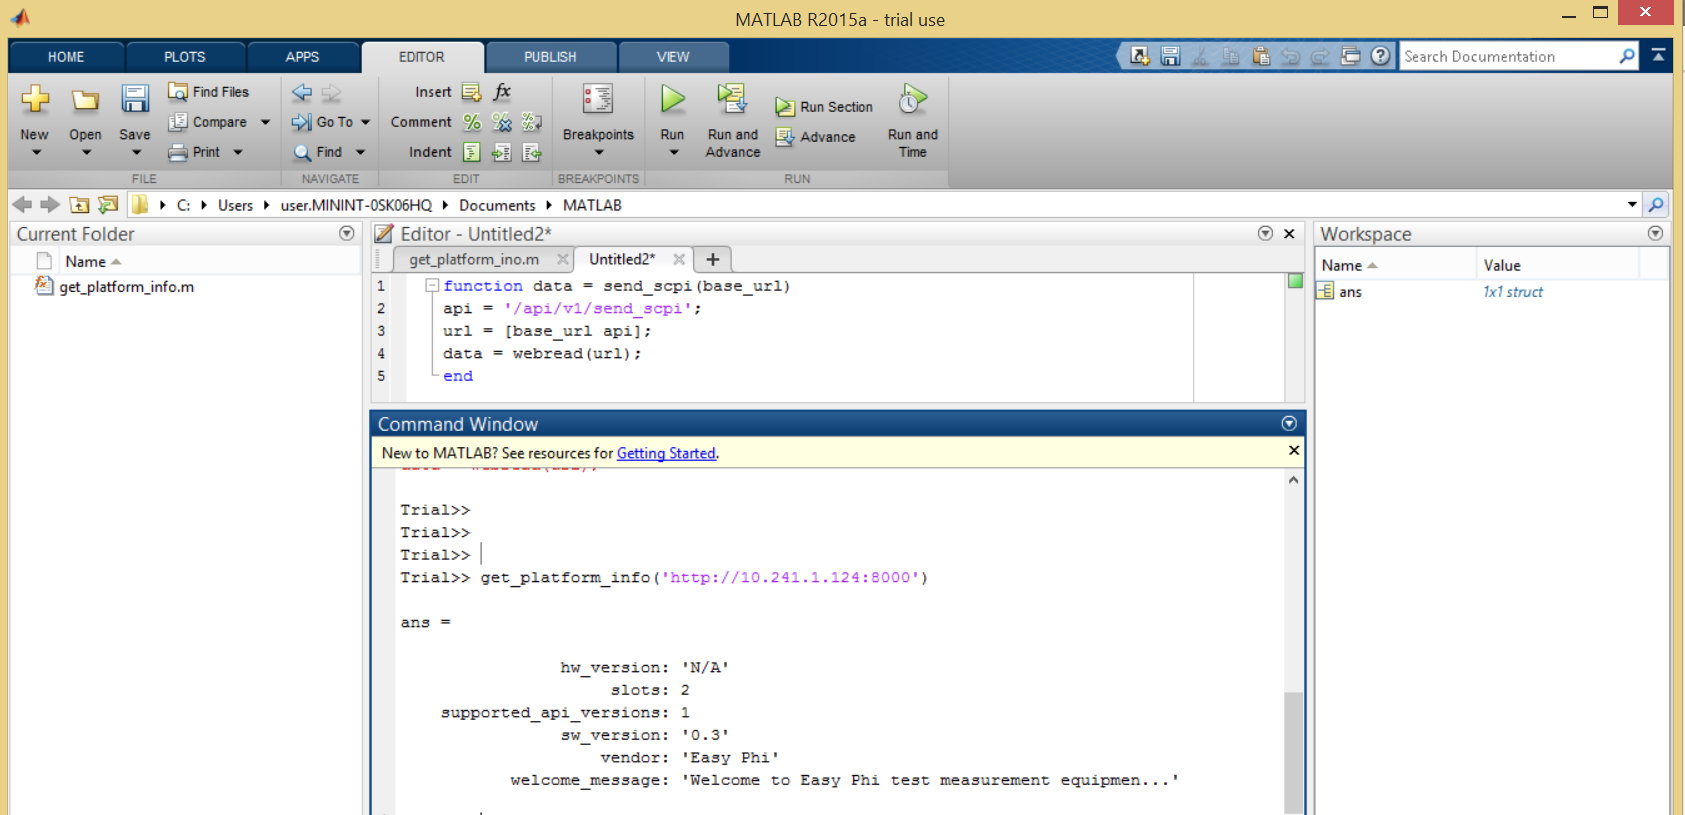 MATLAB R2015a - trial use
HOME PLOTS APPS EDITOR PUBLISH VIEW
Search Documentation
New Open Save
Find Files
Compare
Print
FILE
Go To
Find
NAVIGATE
Insert fx
Comment
Indent
EDIT
Breakpoints
BREAKPOINTS
Run
Run and Advance
Run Section
Advance
Run and Time
RUN
C: Users user.MININT-0SK06HQ Documents MATLAB
Current Folder
Name
get_platform_info.m
Editor - Untitled2*
get_platform_ino.m Untitled2* +
1 function data = send_scpi(base_url)
2 api = '/api/v1/send_scpi';
3 url = [base_url api];
4 data = webread(url);
5 end
Command Window
New to MATLAB? See resources for Getting Started.
Trial>>
Trial>>
Trial>>
Trial>> get_platform_info('http://10.241.1.124:8000')
ans =
hw_version: 'N/A'
slots: 2
supported_api_versions: 1
sw_version: '0.3'
vendor: 'Easy Phi'
welcome_message: 'Welcome to Easy Phi test measurement equipmen...'
Workspace
Name Value
ans 1x1 struct